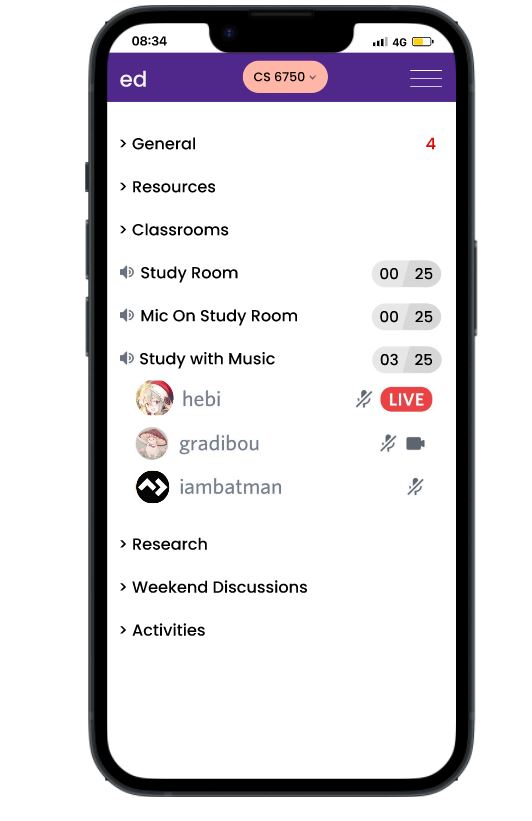 08:34 4G
ed CS 6750
> General 4
> Resources
> Classrooms
Study Room 00 25
Mic On Study Room 00 25
Study with Music 03 25
hebi LIVE
gradibou
iambatman
> Research
> Weekend Discussions
> Activities